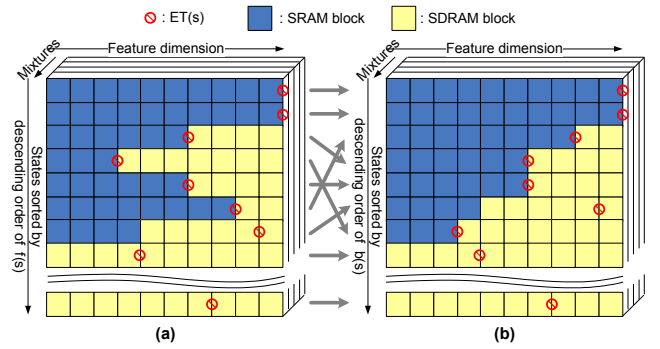 : ET(s)
: SRAM block
: SDRAM block
Mixtures
Feature dimension
States sorted by
descending order of f(s)
Mixtures
Feature dimension
States sorted by
descending order of b(s)
(a)
(b)